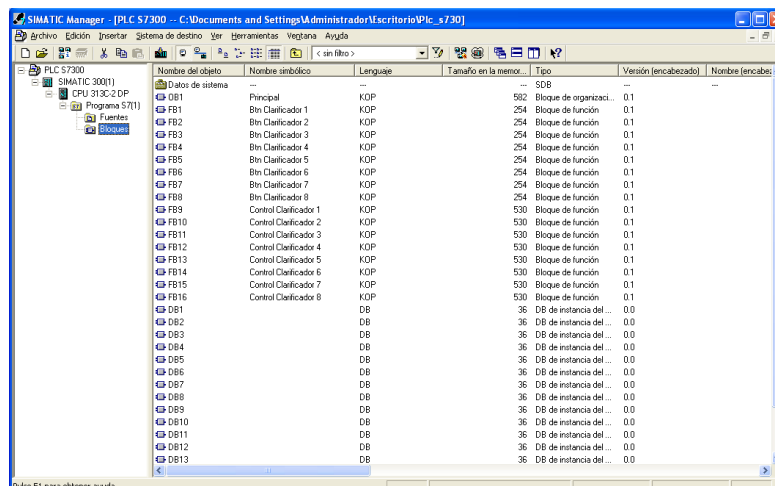 SIMATIC Manager - [PLC S7300 -- C:\Documents and Settings\Administrador\Escritorio\Plc_s730]
Archivo Edición Insertar Sistema de destino Ver Herramientas Ventana Ayuda
< sin filtro >
PLC S7300
SIMATIC 300(1)
CPU 313C-2 DP
Programa S7(1)
Fuentes
Bloques
Nombre del objeto Nombre simbólico Lenguaje Tamaño en la memor... Tipo Versión (encabezado) Nombre (encabez
Datos de sistema --- --- --- SDB --- ---
OB1 Principal KOP 582 Bloque de organizaci... 0.1
FB1 Btn Clarificador 1 KOP 254 Bloque de función 0.1
FB2 Btn Clarificador 2 KOP 254 Bloque de función 0.1
FB3 Btn Clarificador 3 KOP 254 Bloque de función 0.1
FB4 Btn Clarificador 4 KOP 254 Bloque de función 0.1
FB5 Btn Clarificador 5 KOP 254 Bloque de función 0.1
FB6 Btn Clarificador 6 KOP 254 Bloque de función 0.1
FB7 Btn Clarificador 7 KOP 254 Bloque de función 0.1
FB8 Btn Clarificador 8 KOP 254 Bloque de función 0.1
FB9 Control Clarificador 1 KOP 530 Bloque de función 0.1
FB10 Control Clarificador 2 KOP 530 Bloque de función 0.1
FB11 Control Clarificador 3 KOP 530 Bloque de función 0.1
FB12 Control Clarificador 4 KOP 530 Bloque de función 0.1
FB13 Control Clarificador 5 KOP 530 Bloque de función 0.1
FB14 Control Clarificador 6 KOP 530 Bloque de función 0.1
FB15 Control Clarificador 7 KOP 530 Bloque de función 0.1
FB16 Control Clarificador 8 KOP 530 Bloque de función 0.1
DB1 DB 36 DB de instancia del ... 0.0
DB2 DB 36 DB de instancia del ... 0.0
DB3 DB 36 DB de instancia del ... 0.0
DB4 DB 36 DB de instancia del ... 0.0
DB5 DB 36 DB de instancia del ... 0.0
DB6 DB 36 DB de instancia del ... 0.0
DB7 DB 36 DB de instancia del ... 0.0
DB8 DB 36 DB de instancia del ... 0.0
DB9 DB 36 DB de instancia del ... 0.0
DB10 DB 36 DB de instancia del ... 0.0
DB11 DB 36 DB de instancia del ... 0.0
DB12 DB 36 DB de instancia del ... 0.0
DB13 DB 36 DB de instancia del ... 0.0
Pulse F1 para obtener ayuda.